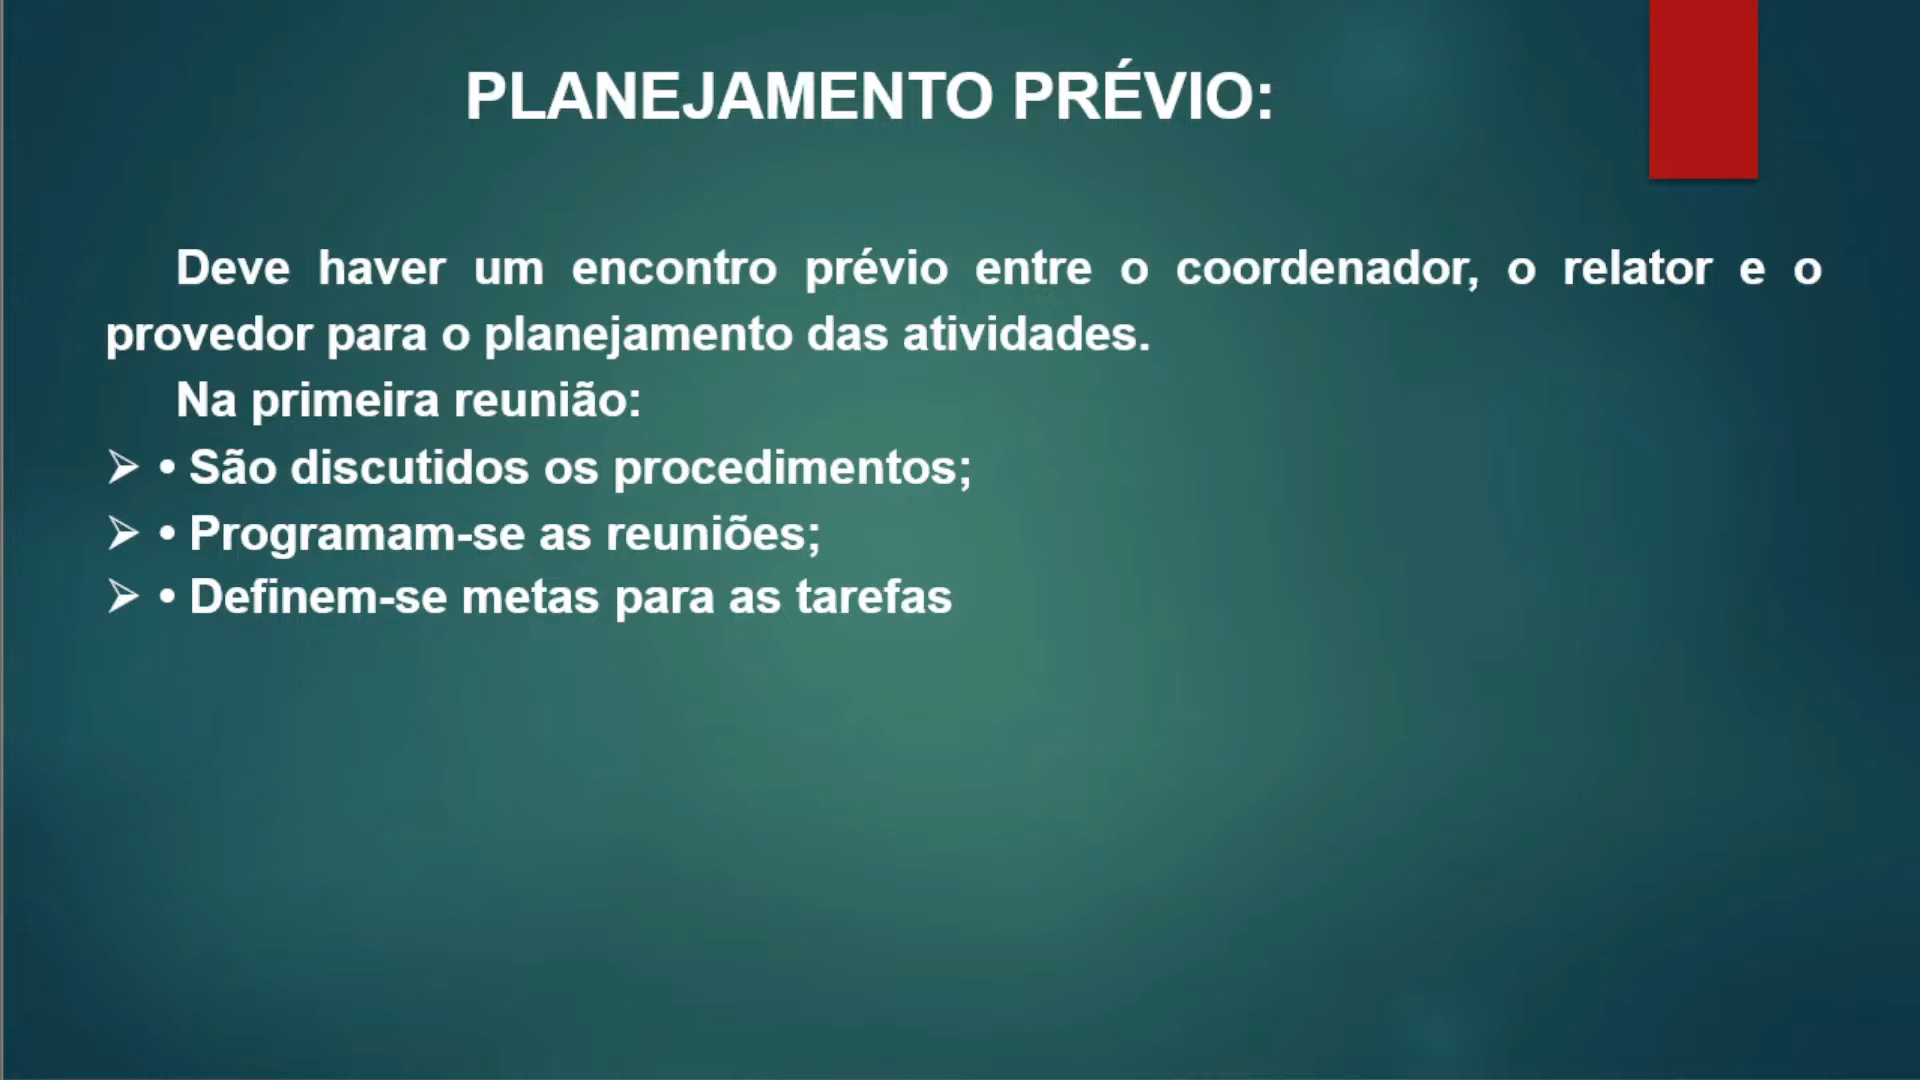 PLANEJAMENTO PRÉVIO:
Deve haver um encontro prévio entre o coordenador, o relator e o
provedor para o planejamento das atividades.
Na primeira reunião:
➢ • São discutidos os procedimentos;
➢ • Programam-se as reuniões;
➢ • Definem-se metas para as tarefas